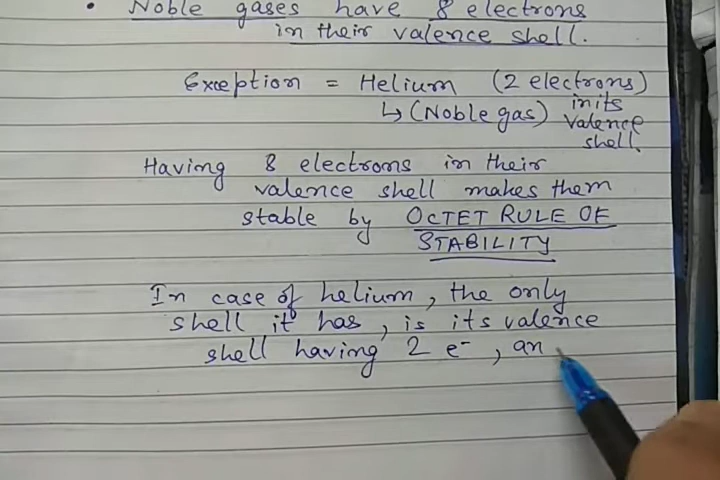 • Noble gases have 8 electrons
in their valence shell.
Exception = Helium (2 electrons)
↳ (Noble gas) in its
valence
shell.
Having 8 electrons in their
valence shell makes them
stable by OCTET RULE OF
STABILITY
In case of helium, the only
shell it has, is its valence
shell having 2 e⁻, an